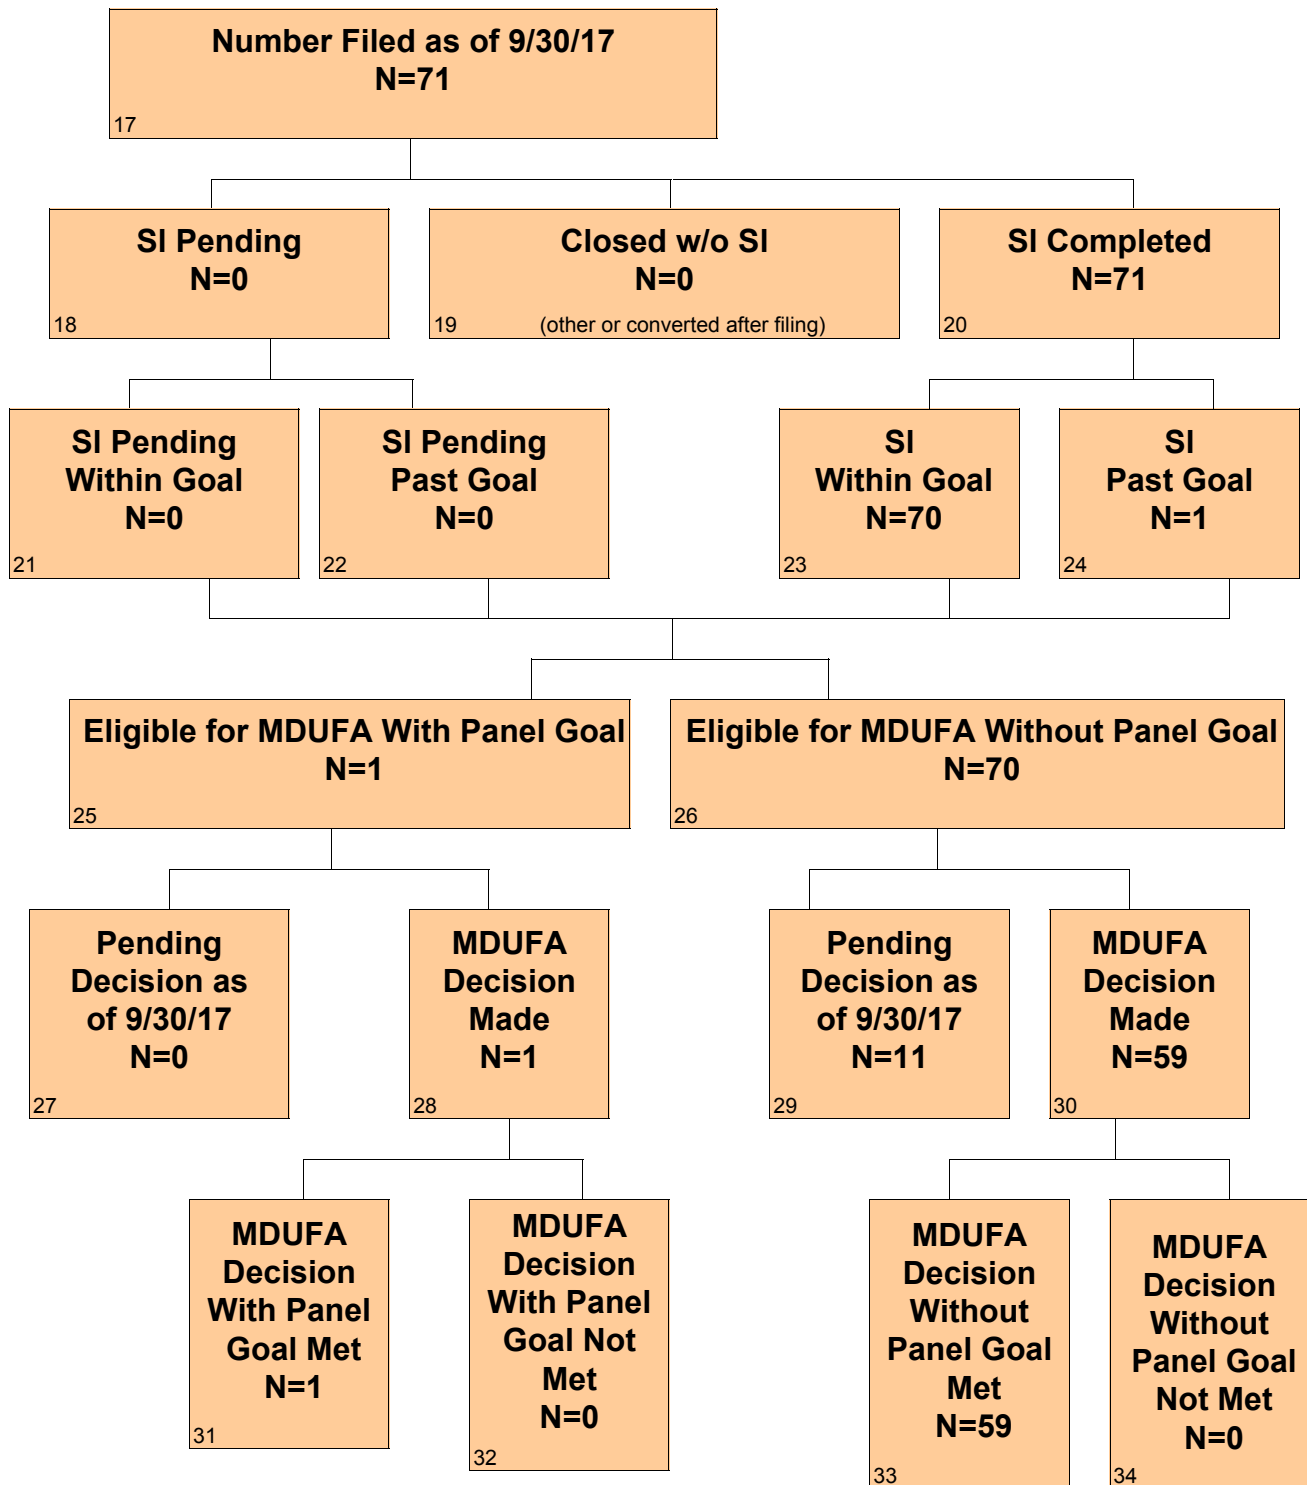 Number Filed as of 9/30/17
N=71
17
SI Pending
N=0
18
Closed w/o SI
N=0
19 (other or converted after filing)
SI Completed
N=71
20
SI Pending
Within Goal
N=0
21
SI Pending
Past Goal
N=0
22
SI
Within Goal
N=70
23
SI
Past Goal
N=1
24
Eligible for MDUFA With Panel Goal
N=1
25
Eligible for MDUFA Without Panel Goal
N=70
26
Pending
Decision as
of 9/30/17
N=0
27
MDUFA
Decision
Made
N=1
28
Pending
Decision as
of 9/30/17
N=11
29
MDUFA
Decision
Made
N=59
30
MDUFA
Decision
With Panel
Goal Met
N=1
31
MDUFA
Decision
With Panel
Goal Not
Met
N=0
32
MDUFA
Decision
Without
Panel Goal
Met
N=59
33
MDUFA
Decision
Without
Panel Goal
Not Met
N=0
34